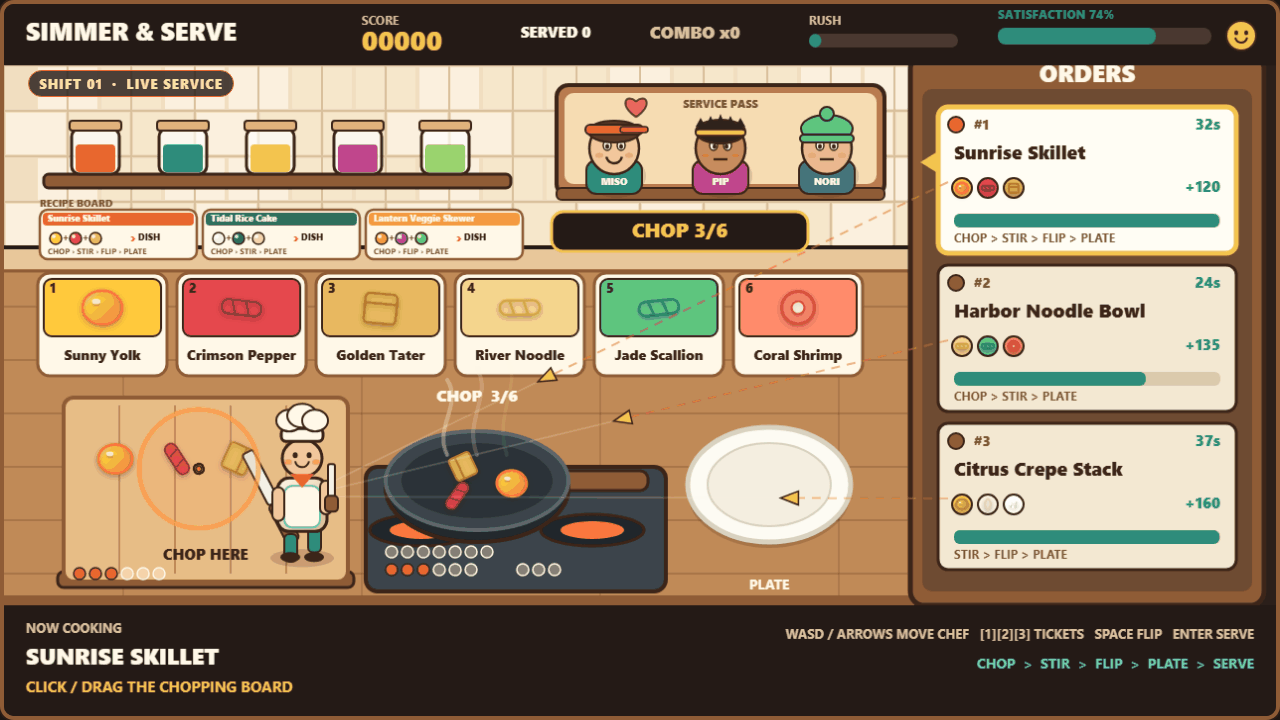 SIMMER & SERVE
SCORE
00000
SERVED 0
COMBO x0
RUSH
SATISFACTION 74%
SHIFT 01 · LIVE SERVICE
SERVICE PASS
MISO
PIP
NORI
RECIPE BOARD
Sunrise Skillet
+ + > DISH
CHOP › STIR › FLIP › PLATE
Tidal Rice Cake
+ + > DISH
CHOP › STIR › FLIP › PLATE
Lantern Veggie Skewer
+ + > DISH
CHOP › FLIP › PLATE
CHOP 3/6
1
Sunny Yolk
2
Crimson Pepper
3
Golden Tater
4
River Noodle
5
Jade Scallion
6
Coral Shrimp
CHOP 3/6
CHOP HERE
PLATE
ORDERS
#1
32s
Sunrise Skillet
+120
CHOP > STIR > FLIP > PLATE
#2
24s
Harbor Noodle Bowl
+135
CHOP > STIR > PLATE
#3
37s
Citrus Crepe Stack
+160
STIR > FLIP > PLATE
NOW COOKING
SUNRISE SKILLET
CLICK / DRAG THE CHOPPING BOARD
WASD / ARROWS MOVE CHEF [1][2][3] TICKETS SPACE FLIP ENTER SERVE
CHOP > STIR > FLIP > PLATE > SERVE